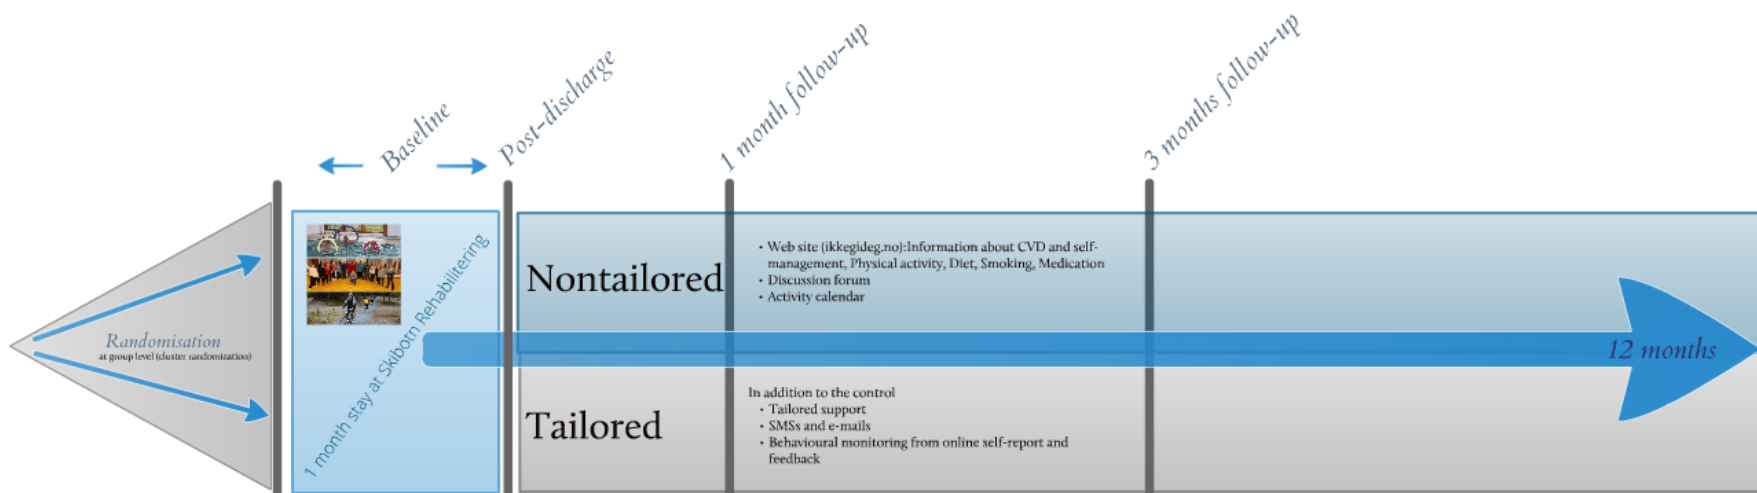 Baseline
Post-discharge
1 month follow-up
3 months follow-up
Randomisation
at group level (cluster randomization)
1 month stay at Skibotn Rehabilitering
Nontailored
• Web site (ikkegideg.no):Information about CVD and self-
management, Physical activity, Diet, Smoking, Medication
• Discussion forum
• Activity calendar
12 months
Tailored
In addition to the control
• Tailored support
• SMSs and e-mails
• Behavioural monitoring from online self-report and
feedback